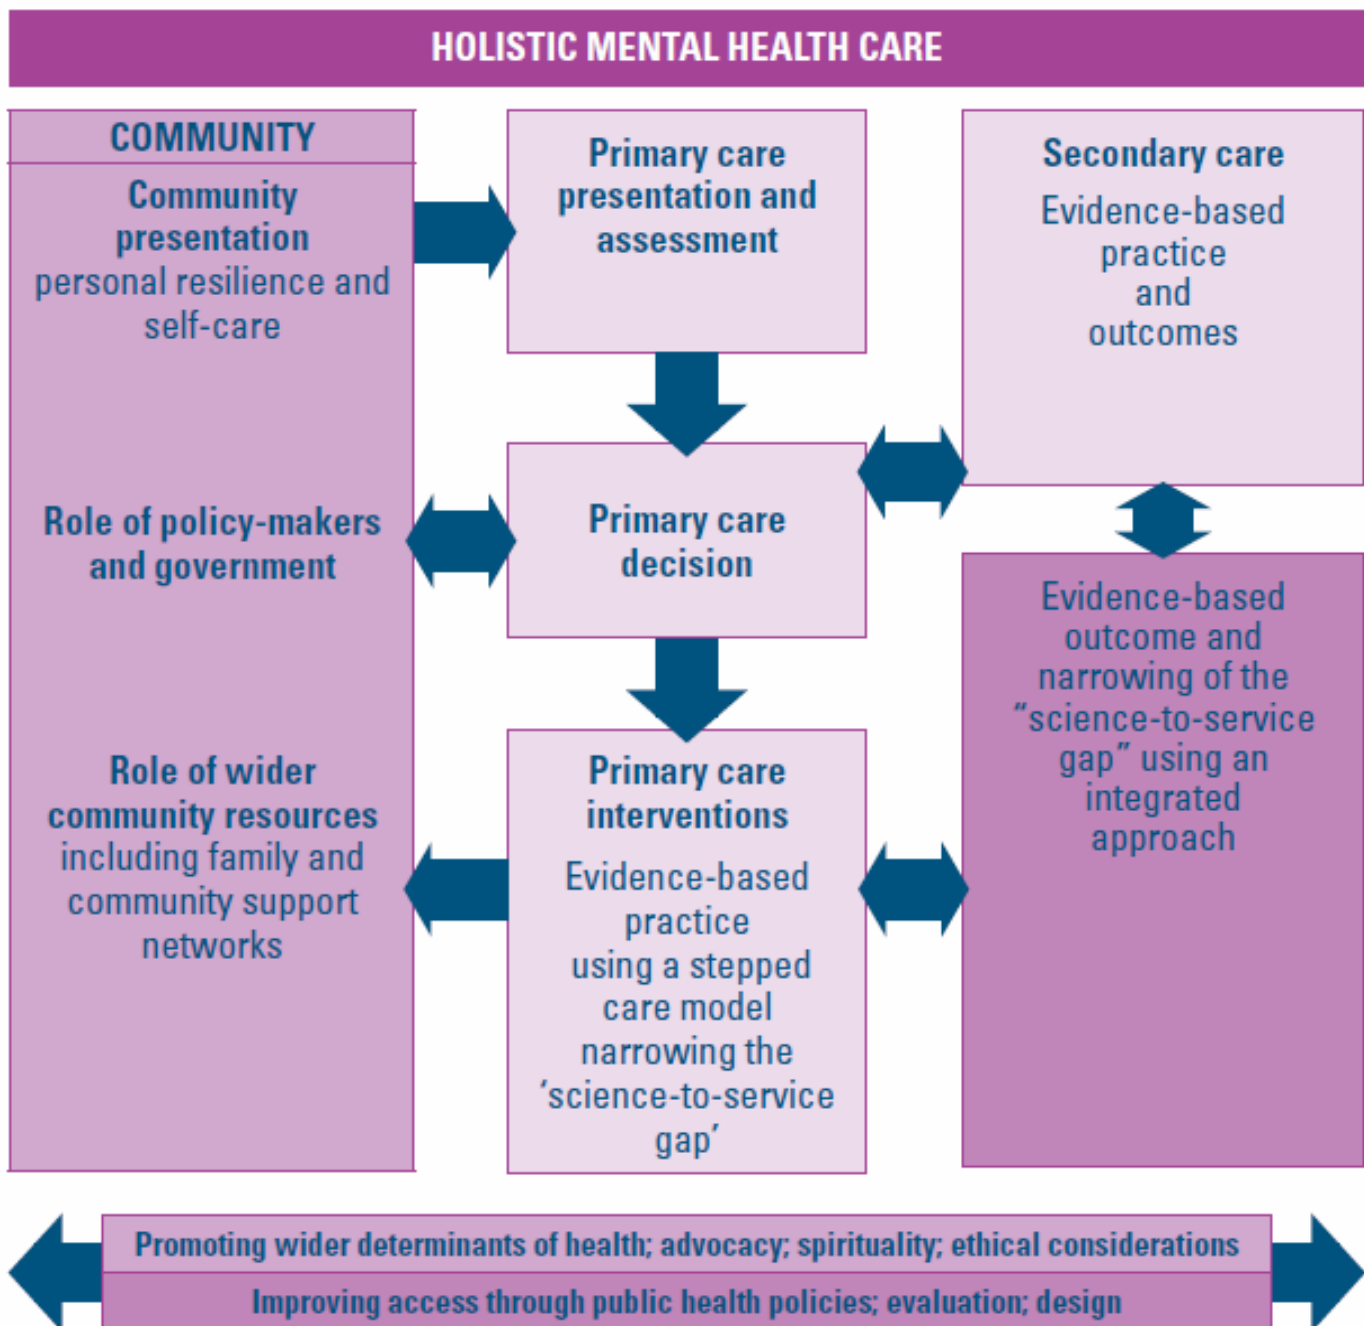 HOLISTIC MENTAL HEALTH CARE
COMMUNITY
Community
presentation
personal resilience and
self-care
Role of policy-makers
and government
Role of wider
community resources
including family and
community support
networks
Primary care
presentation and
assessment
Primary care
decision
Primary care
interventions
Evidence-based
practice
using a stepped
care model
narrowing the
‘science-to-service
gap’
Secondary care
Evidence-based
practice
and
outcomes
Evidence-based
outcome and
narrowing of the
“science-to-service
gap” using an
integrated
approach
Promoting wider determinants of health; advocacy; spirituality; ethical considerations
Improving access through public health policies; evaluation; design